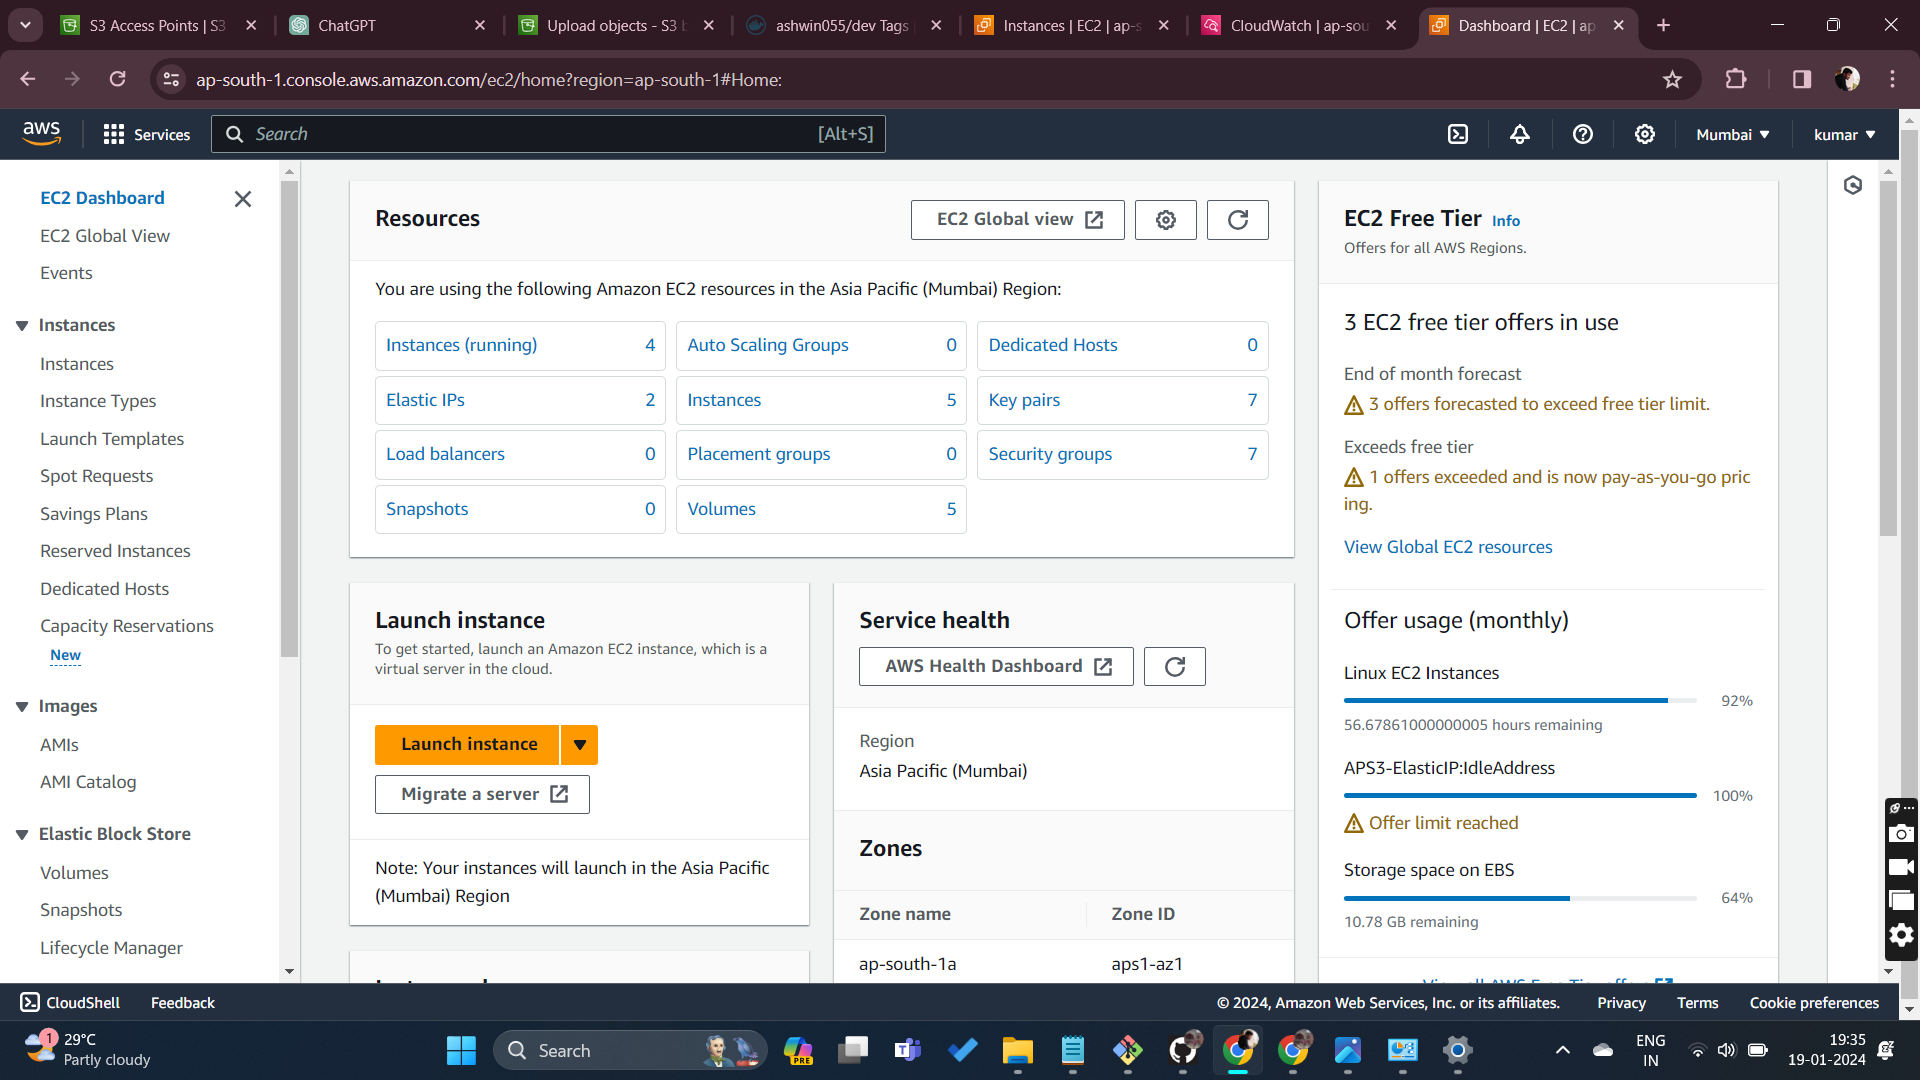 S3 Access Points | S3
ChatGPT
Upload objects - S3 b
ashwin055/dev Tags
Instances | EC2 | ap-s
CloudWatch | ap-sou
Dashboard | EC2 | ap
ap-south-1.console.aws.amazon.com/ec2/home?region=ap-south-1#Home:
aws
Services
Search
[Alt+S]
Mumbai
kumar
EC2 Dashboard
EC2 Global View
Events
Instances
Instances
Instance Types
Launch Templates
Spot Requests
Savings Plans
Reserved Instances
Dedicated Hosts
Capacity Reservations
New
Images
AMIs
AMI Catalog
Elastic Block Store
Volumes
Snapshots
Lifecycle Manager
Resources
EC2 Global view
You are using the following Amazon EC2 resources in the Asia Pacific (Mumbai) Region:
Instances (running) 4
Auto Scaling Groups 0
Dedicated Hosts 0
Elastic IPs 2
Instances 5
Key pairs 7
Load balancers 0
Placement groups 0
Security groups 7
Snapshots 0
Volumes 5
Launch instance
To get started, launch an Amazon EC2 instance, which is a
virtual server in the cloud.
Launch instance
Migrate a server
Note: Your instances will launch in the Asia Pacific
(Mumbai) Region
Service health
AWS Health Dashboard
Region
Asia Pacific (Mumbai)
Zones
Zone name
Zone ID
ap-south-1a
aps1-az1
EC2 Free Tier Info
Offers for all AWS Regions.
3 EC2 free tier offers in use
End of month forecast
3 offers forecasted to exceed free tier limit.
Exceeds free tier
1 offers exceeded and is now pay-as-you-go pric
ing.
View Global EC2 resources
Offer usage (monthly)
Linux EC2 Instances
92%
56.67861000000005 hours remaining
APS3-ElasticIP:IdleAddress
100%
Offer limit reached
Storage space on EBS
64%
10.78 GB remaining
CloudShell
Feedback
© 2024, Amazon Web Services, Inc. or its affiliates.
Privacy
Terms
Cookie preferences
1
29°C
Partly cloudy
Search
PRE
ENG
IN
19:35
19-01-2024